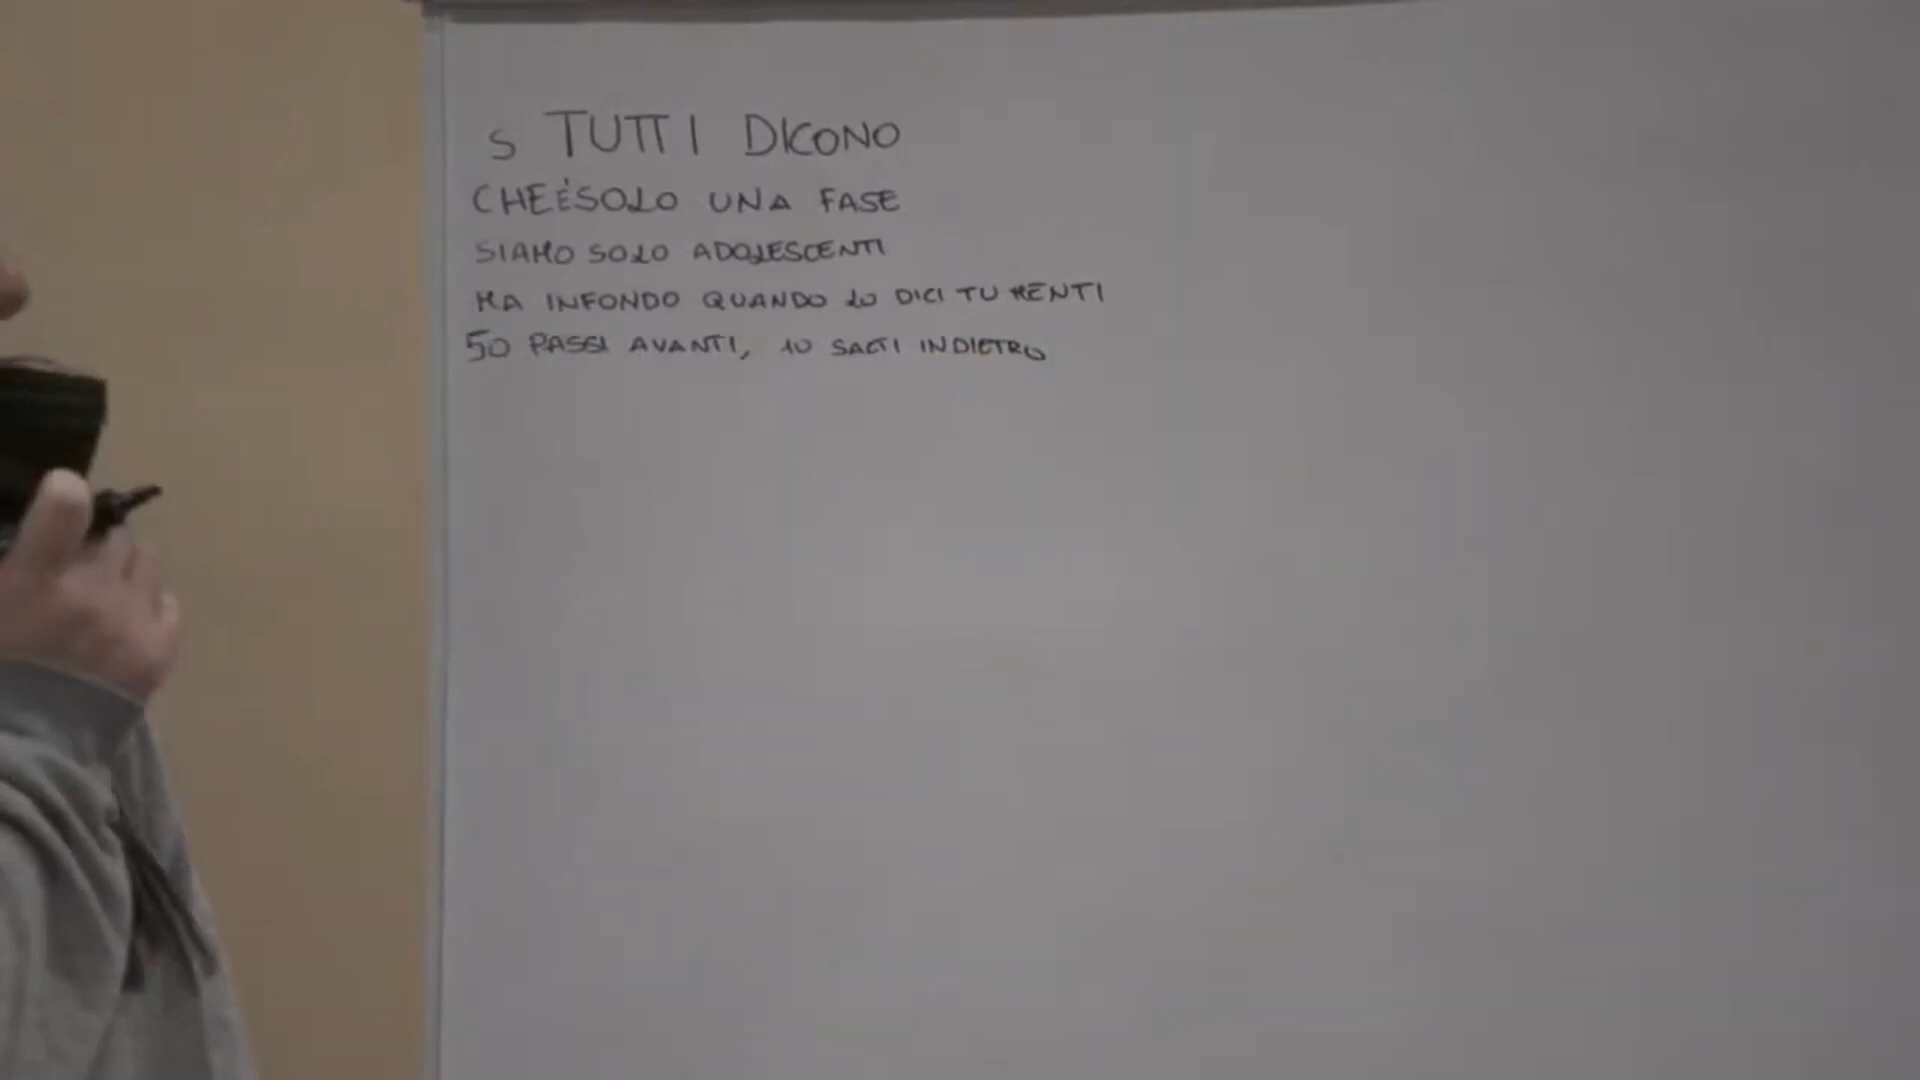 S TUTTI DICONO
CHE É SOLO UNA FASE
SIAMO SOLO ADOLESCENTI
MA INFONDO QUANDO LO DICI TU MENTI
50 PASSI AVANTI, 10 SALTI INDIETRO